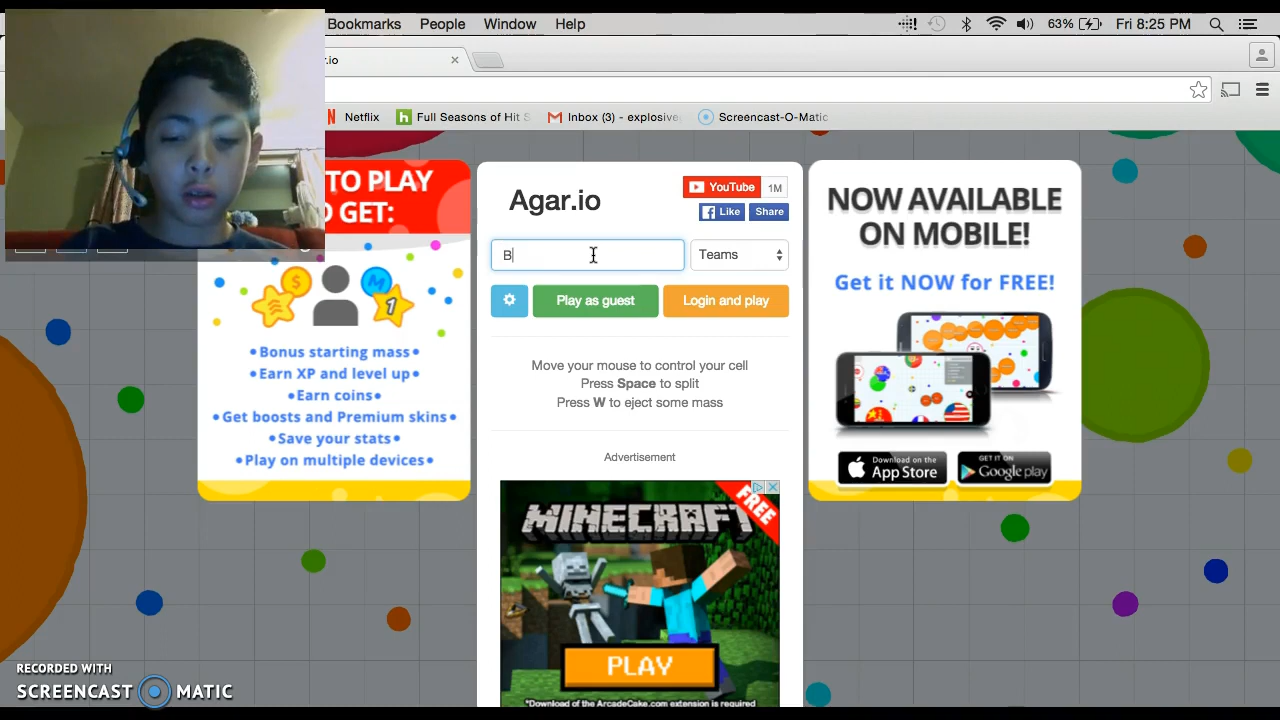 Bookmarks People Window Help 63% Fri 8:25 PM
r.io
Netflix Full Seasons of Hit S Inbox (3) - explosive Screencast-O-Matic
TO PLAY
D GET:
•Bonus starting mass•
•Earn XP and level up•
•Earn coins•
•Get boosts and Premium skins•
•Save your stats•
•Play on multiple devices•
Agar.io
YouTube 1M
Like Share
B
Teams
Play as guest Login and play
Move your mouse to control your cell
Press Space to split
Press W to eject some mass
Advertisement
MINECRAFT
FREE
PLAY
*Download of the ArcadeCake.com extension is required
NOW AVAILABLE
ON MOBILE!
Get it NOW for FREE!
Download on the
App Store
GET IT ON
Google play
RECORDED WITH
SCREENCAST MATIC